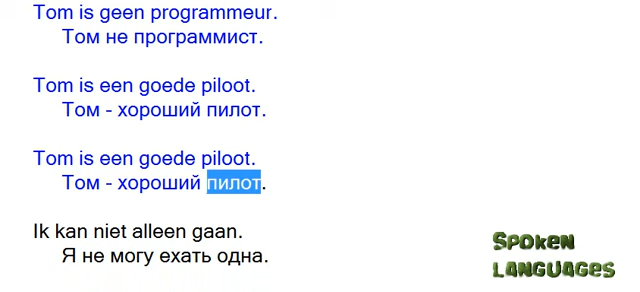 Tom is geen programmeur.
Том не программист.
Tom is een goede piloot.
Том - хороший пилот.
Tom is een goede piloot.
Том - хороший пилот.
Ik kan niet alleen gaan.
Я не могу ехать одна.
Spoken
Languages